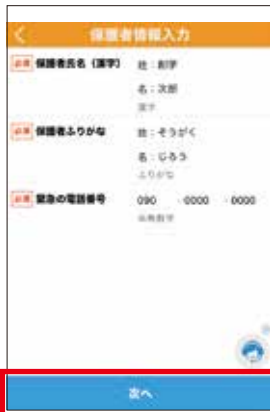 保護者情報入力
必須 保護者氏名（漢字） 姓：創学
名：次郎
漢字
必須 保護者ふりがな 姓：そうがく
名：じろう
ふりがな
必須 緊急の電話番号 090 - 0000 - 0000
半角数字
次へ